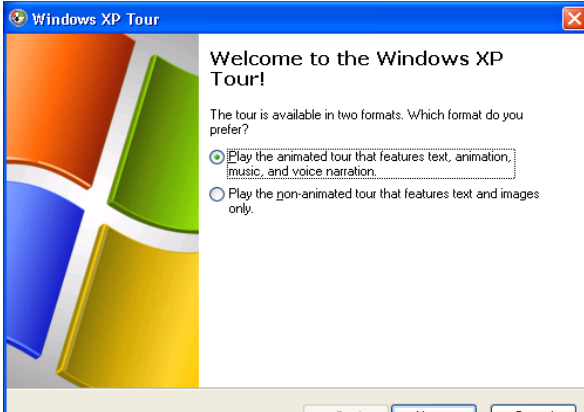 Windows XP Tour
Welcome to the Windows XP
Tour!
The tour is available in two formats. Which format do you
prefer?
Play the animated tour that features text, animation,
music, and voice narration.
Play the non-animated tour that features text and images
only.